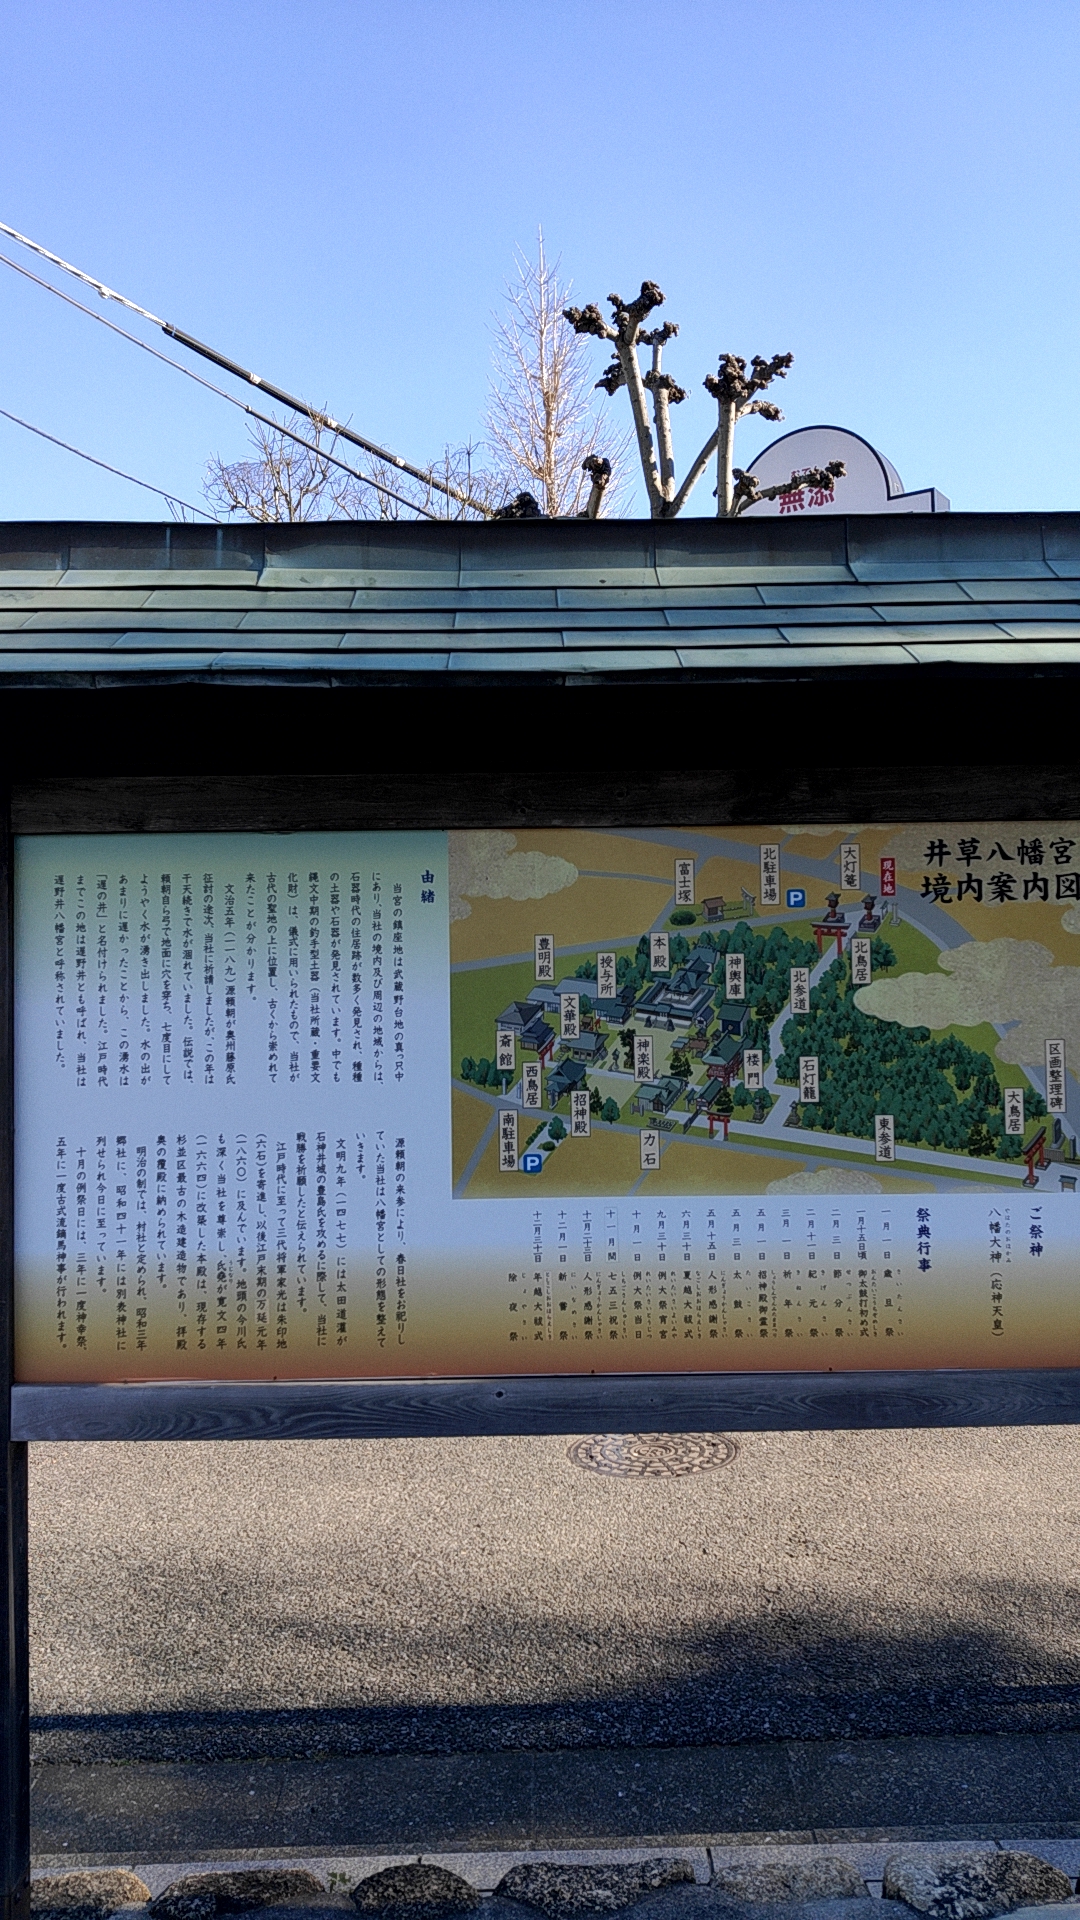 無添
井草八幡宮
境内案内図
現在地
大灯篭
北駐車場
P
富士塚
北鳥居
北参道
神輿庫
本殿
授与所
豊明殿
文華殿
斎館
西鳥居
招神殿
神楽殿
楼門
石灯籠
力石
南駐車場
P
東参道
大鳥居
区画整理碑
ご祭神
八幡大神(応神天皇)
祭典行事
一月一日 歳旦祭
一月十五日頃 御太鼓打初め式
二月三日 節分祭
二月十一日 紀元祭
三月一日 祈年祭
五月一日 招神殿御霊祭
五月三日 太鼓祭
五月十五日 人形感謝祭
六月三十日 夏越大祓式
九月三十日 例大祭宵宮
十月一日 例大祭当日
十一月間 七五三祝祭
十一月二十三日 新嘗祭
十二月三十一日 年越大祓式
除夜祭
由緒
当宮の鎮座地は武蔵野台地の真っ只中
にあり、当社の境内及び周辺の地域からは、
石器時代の住居跡が数多く発見され、種種
の土器や石器が発見されています。中でも
縄文中期の釣手型土器(当社所蔵・重要文
化財)は、儀式に用いられたもので、当社が
古代の聖地の上に位置し、古くから崇めれて
来たことが分かります。
文治五年(一一八九)源頼朝が奥州藤原氏
征討の途次、当社に祈請しましたが、この年は
干天続きで水が涸れていました。伝説では、
頼朝自ら弓で地面に穴を穿ち、七度目にして
ようやく水が湧き出しました。水の出が
あまりに遅かったことから、この湧水は
「遅の井」と名付けられました。江戸時代
までこの地は遅野井とも呼ばれ、当社は
遅野井八幡宮と呼称されていました。
源頼朝の来参により、春日社をお祀りし
ていた当社は八幡宮としての形態を整えて
いきます。
文明九年(一四七七)には太田道灌が
石神井城の豊島氏を攻めるに際して、当社に
戦勝を祈願したと伝えられています。
江戸時代に至って三代将軍家光は朱印地
(六石)を寄進し、以後江戸末期の万延元年
(一八六〇)に及んでいます。地頭の今川氏
も深く当社を尊崇し、氏堯が寛文四年
(一六六四)に改築した本殿は、現存する
杉並区最古の木造建造物であり、拝殿
奥の覆殿に納められています。
明治の制では、村社と定められ、昭和三年
郷社に、昭和四十一年には別表神社に
列せられ今日に至っています。
十月の例祭日には、三年に一度神幸祭、
五年に一度古式流鏑馬神事が行われます。